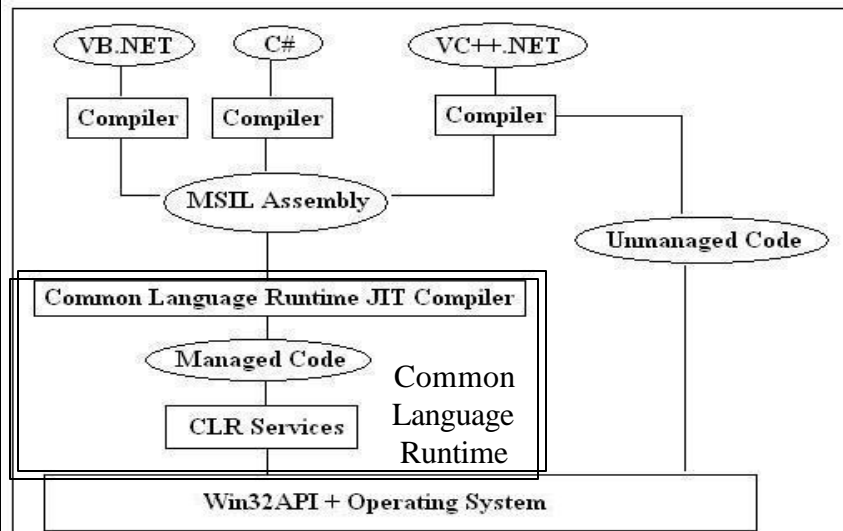 VB.NET
C#
VC++.NET
Compiler
Compiler
Compiler
MSIL Assembly
Unmanaged Code
Common Language Runtime JIT Compiler
Managed Code
Common
Language
Runtime
CLR Services
Win32API + Operating System